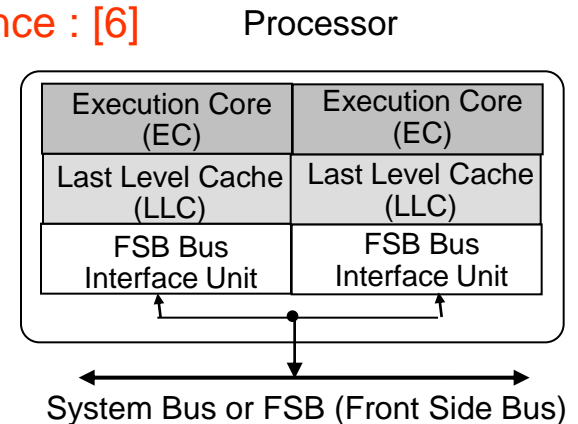 nce : [6]
Processor
Execution Core
(EC)
Execution Core
(EC)
Last Level Cache
(LLC)
Last Level Cache
(LLC)
FSB Bus
Interface Unit
FSB Bus
Interface Unit
System Bus or FSB (Front Side Bus)